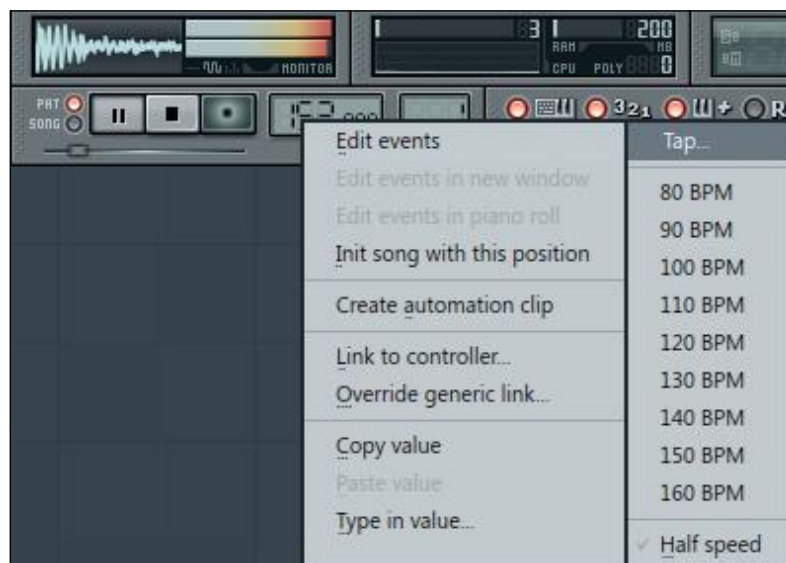 3
200
RAM
MB
MONITOR
CPU
POLY
0
PAT
SONG
321
R
Edit events
Tap...
Edit events in new window
80 BPM
Edit events in piano roll
90 BPM
Init song with this position
100 BPM
Create automation clip
110 BPM
Link to controller...
120 BPM
Override generic link...
130 BPM
140 BPM
Copy value
150 BPM
Paste value
160 BPM
Type in value...
Half speed